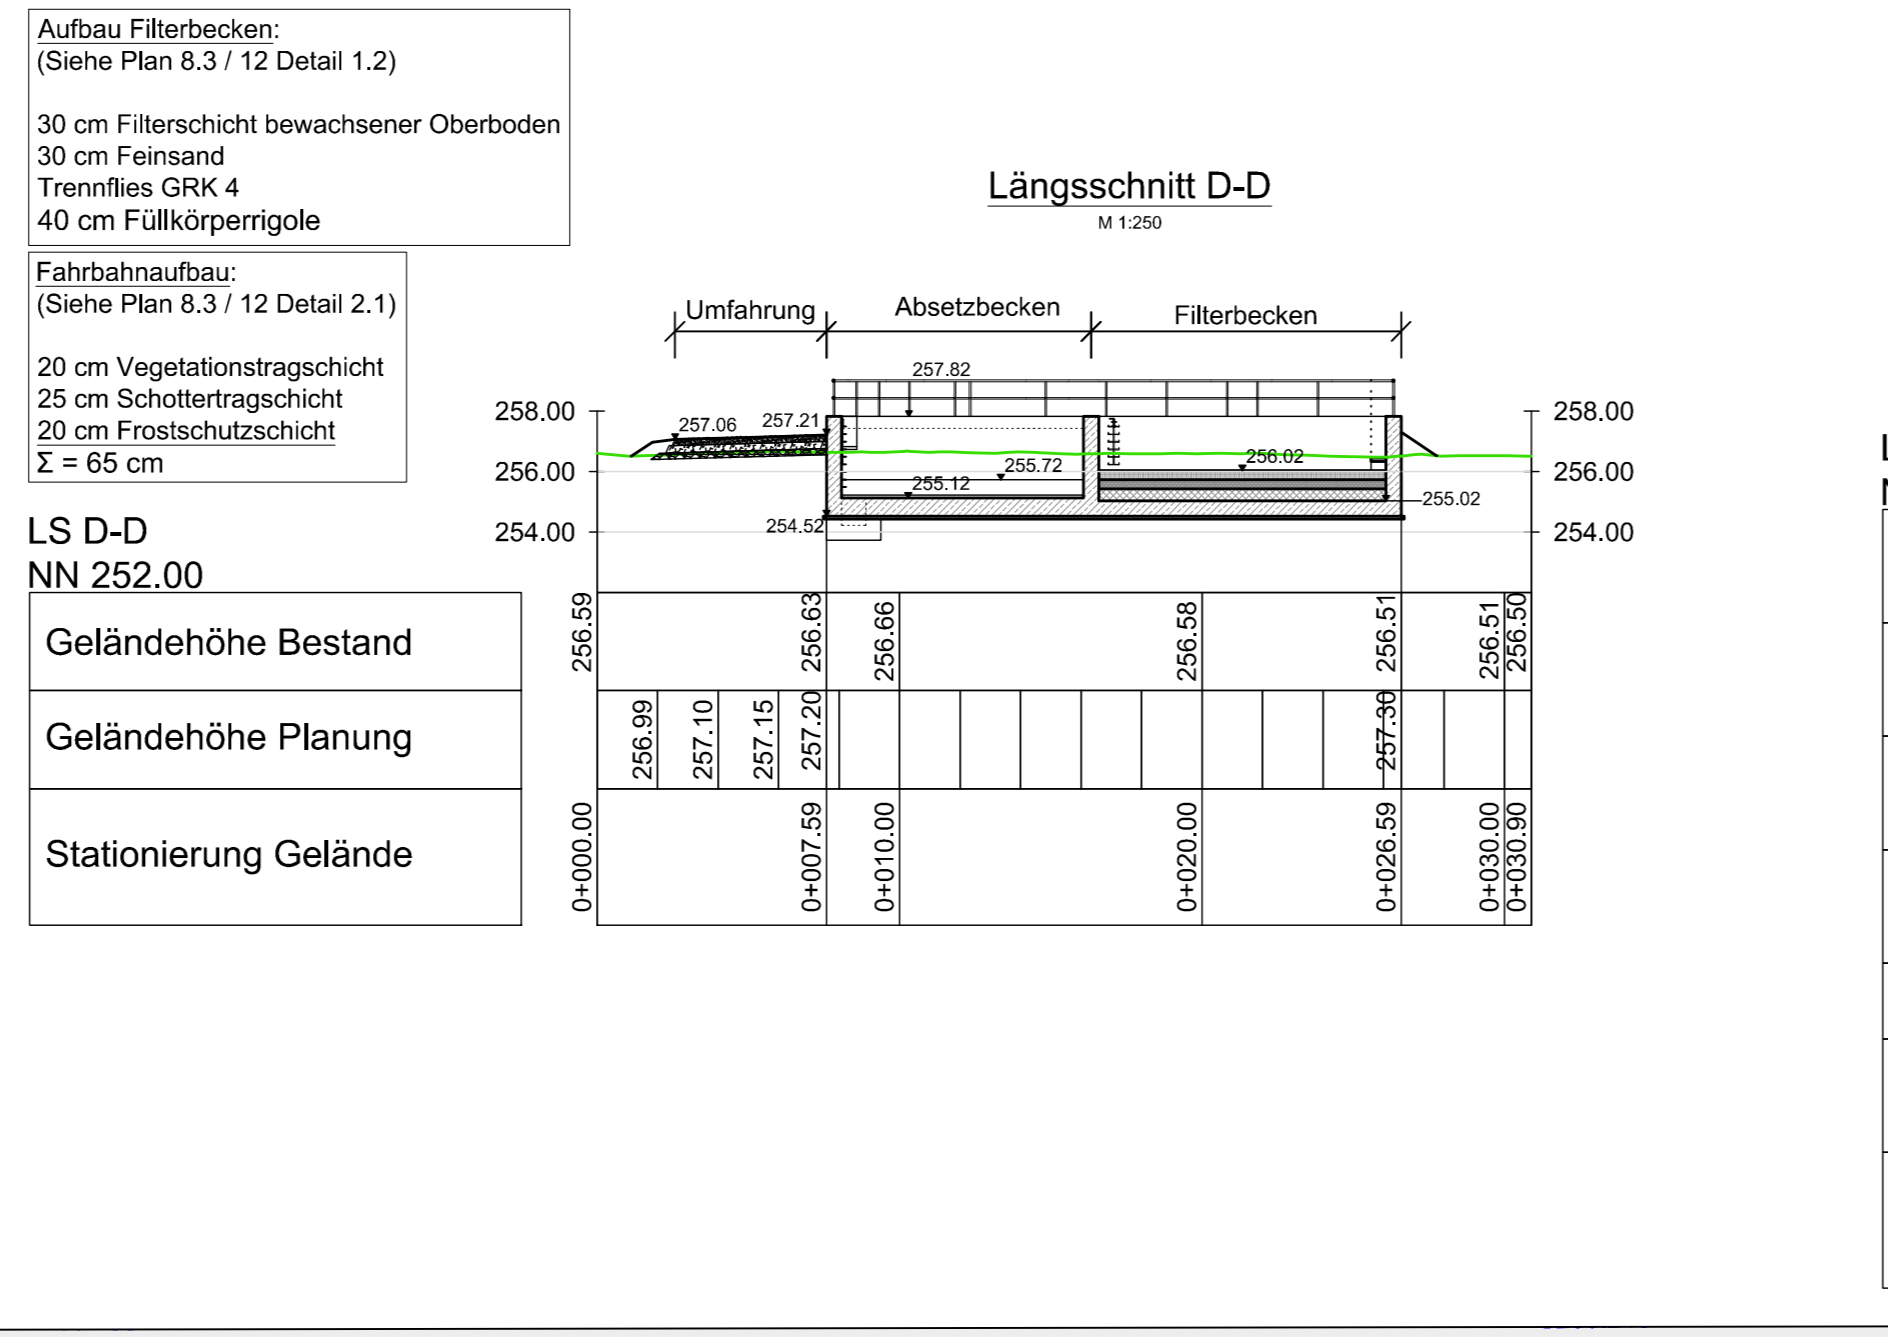 Aufbau Filterbecken:
(Siehe Plan 8.3 / 12 Detail 1.2)
30 cm Filterschicht bewachsener Oberboden
30 cm Feinsand
Trennflies GRK 4
40 cm Füllkörperrigole
Fahrbahnaufbau:
(Siehe Plan 8.3 / 12 Detail 2.1)
20 cm Vegetationstragschicht
25 cm Schottertragschicht
20 cm Frostschutzschicht
Σ = 65 cm
Längsschnitt D-D
M 1:250
Umfahrung
Absetzbecken
Filterbecken
257.82
258.00
257.06
257.21
258.00
256.00
255.72
256.02
256.00
255.12
255.02
254.00
254.52
254.00
LS D-D
NN 252.00
Geländehöhe Bestand
256.59
256.63
256.66
256.58
256.51
256.51
256.50
Geländehöhe Planung
256.99
257.10
257.15
257.20
257.30
Stationierung Gelände
0+000.00
0+007.59
0+010.00
0+020.00
0+026.59
0+030.00
0+030.90